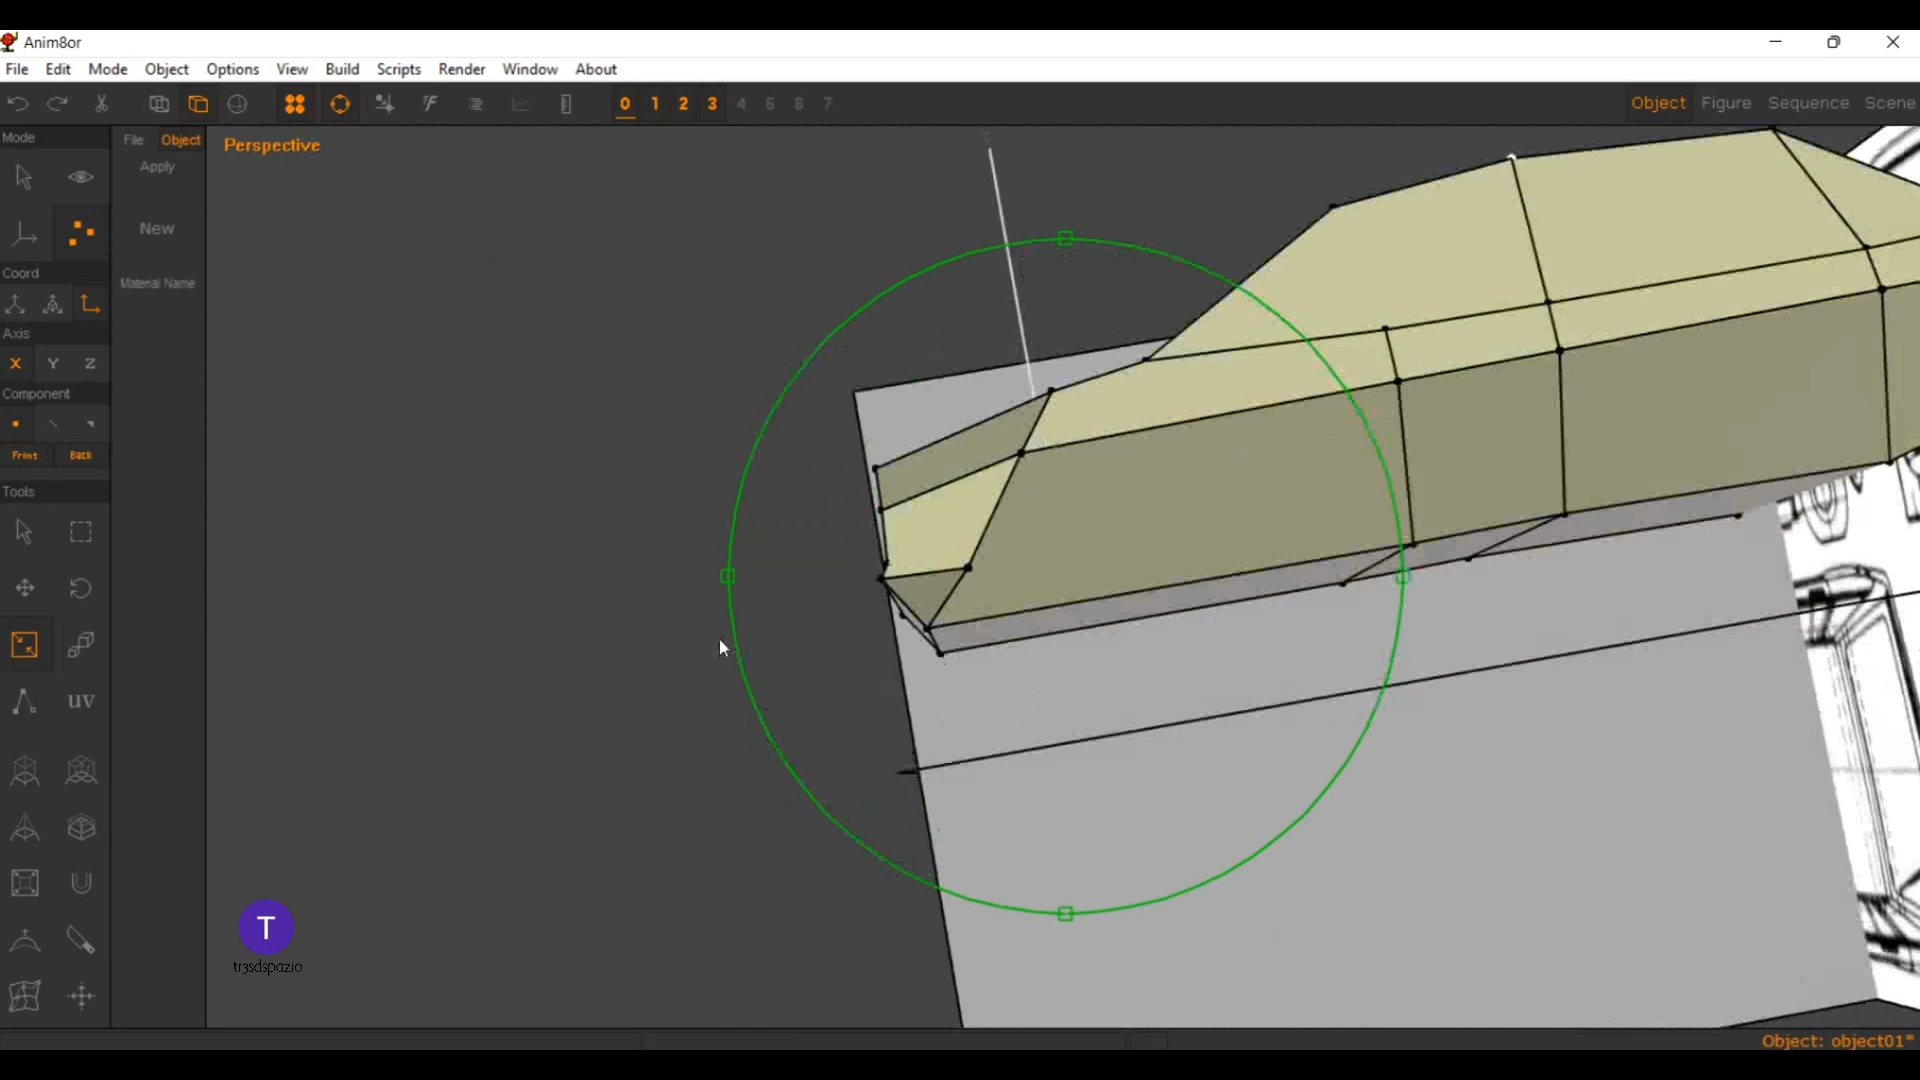 Anim8or
File Edit Mode Object Options View Build Scripts Render Window About
0 1 2 3 4 5 6 7
Object Figure Sequence Scene
Mode
File Object
Perspective
Apply
New
Coord
Material Name
Axis
X Y Z
Component
Front Back
Tools
UV
T
tr3sdspazio
Object: object01*